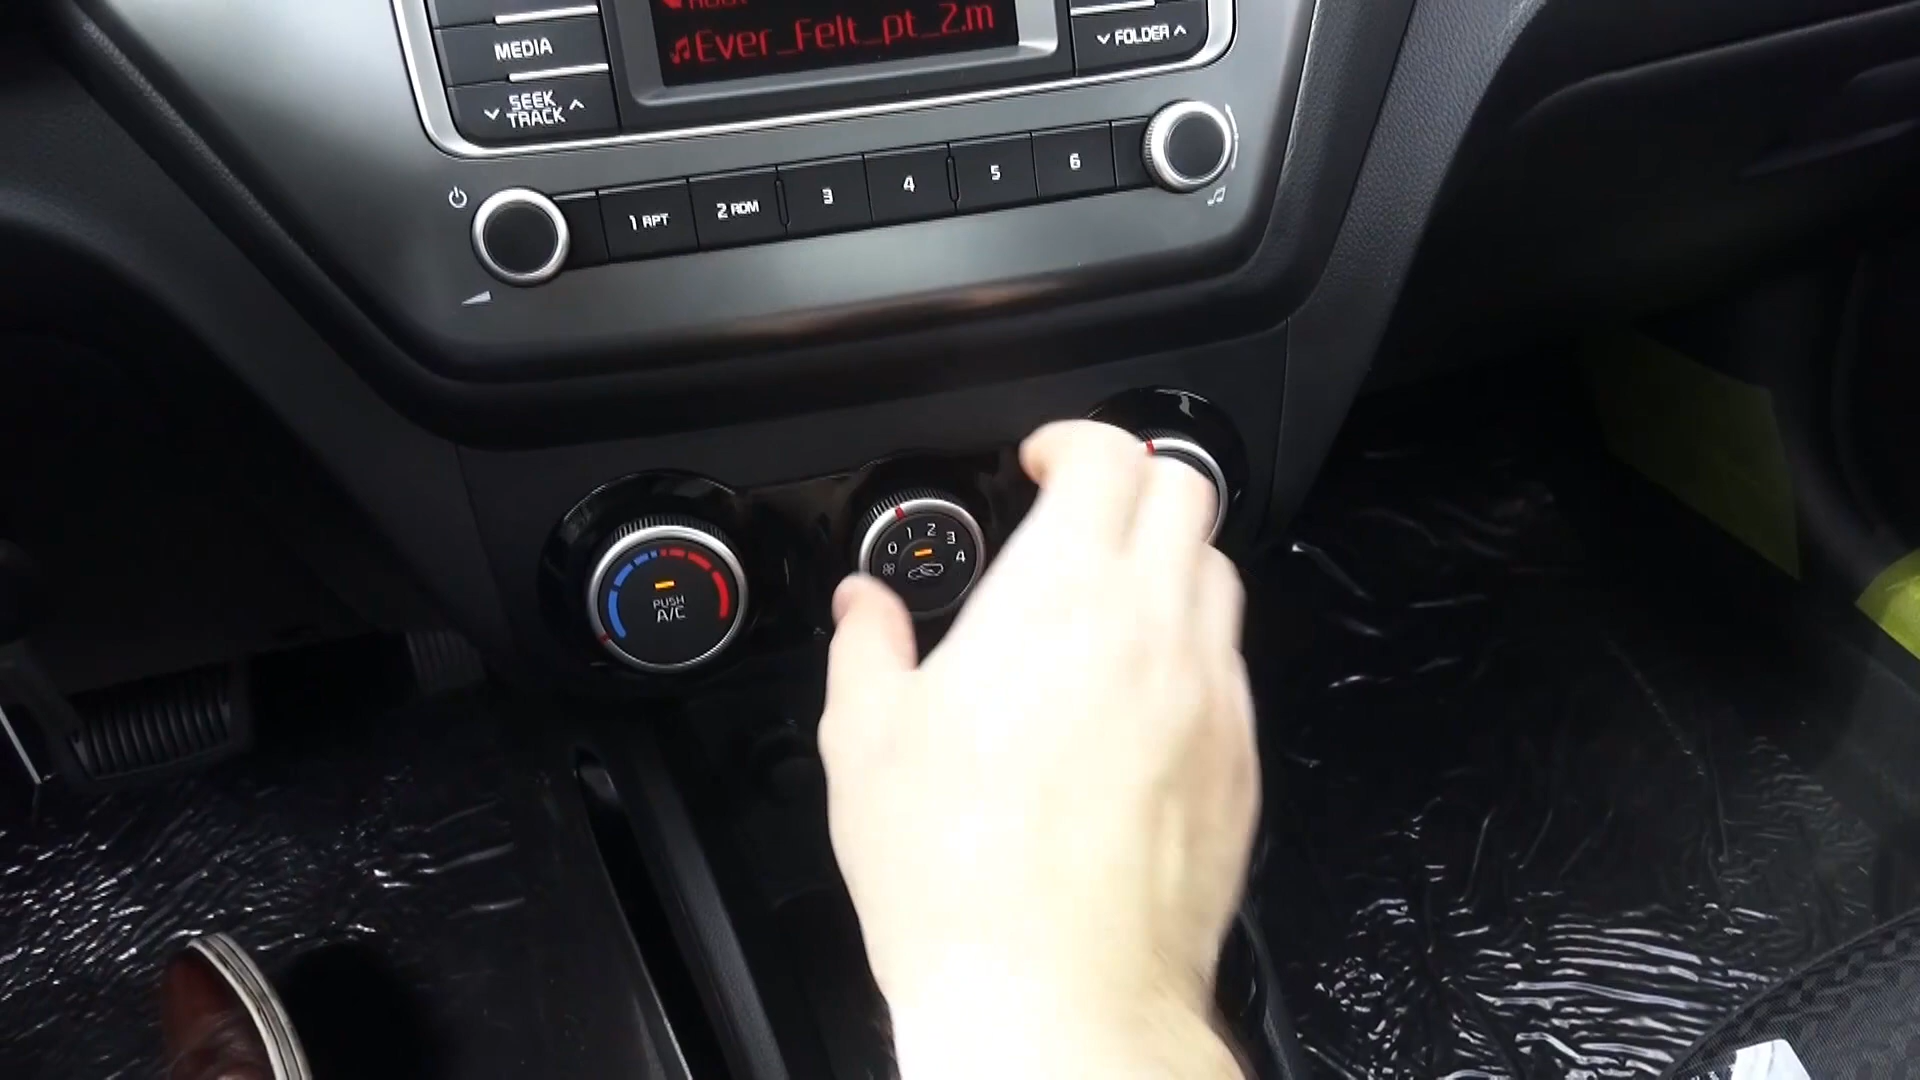 Ever_Felt_pt_2.m
MEDIA
FOLDER
SEEK
TRACK
1 RPT
2 RDM
3
4
5
6
0
1
2
3
4
PUSH
A/C